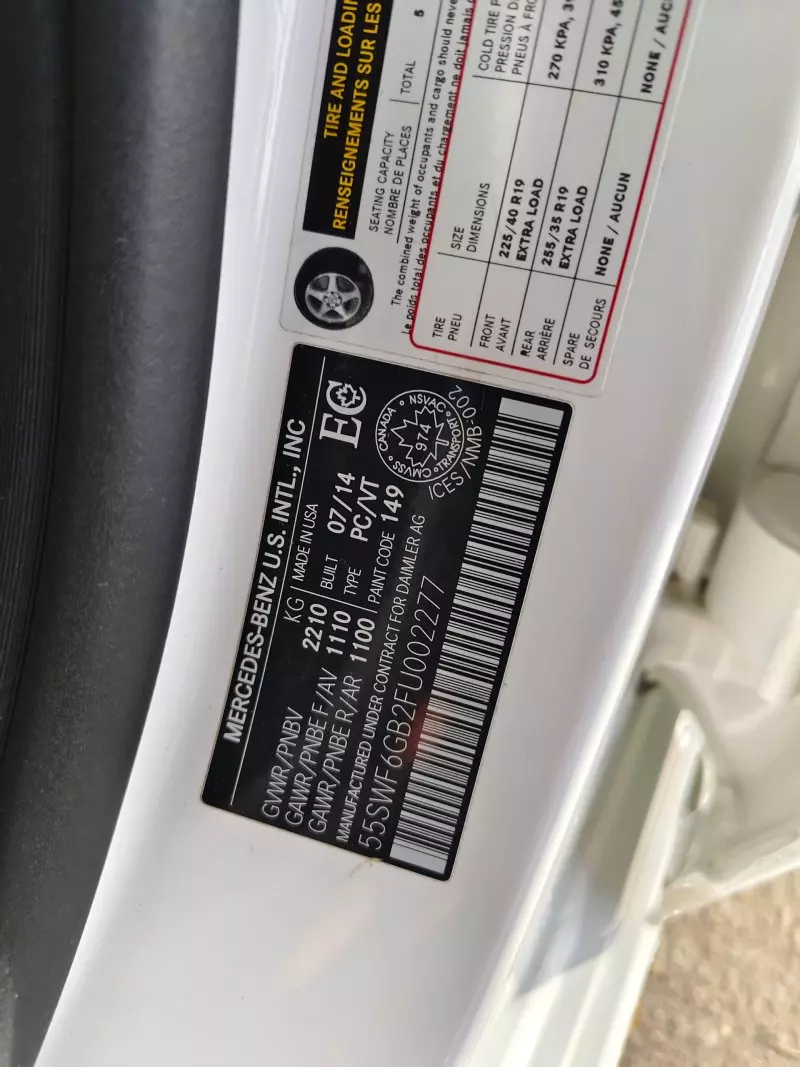 TIRE AND LOADIN
RENSEIGNEMENTS SUR LES
SEATING CAPACITY
NOMBRE DE PLACES
TOTAL 5
The combined weight of occupants and cargo should never
Le poids total des occupants et du chargement ne doit jamais
TIRE
PNEU
SIZE
DIMENSIONS
COLD TIRE P
PRESSION D
PNEUS À FRO
FRONT
AVANT
225/40 R19
EXTRA LOAD
270 KPA,
REAR
ARRIÈRE
255/35 R19
EXTRA LOAD
310 KPA, 45
SPARE
DE SECOURS
NONE / AUCUN
NONE / AUCUN
MERCEDES-BENZ U.S. INTL., INC
KG MADE IN USA
GVWR/PNBV 2210 BUILT 07/14
GAWR/PNBE F/AV 1110 TYPE PC/VT
GAWR/PNBE R/AR 1100 PAINT CODE 149
MANUFACTURED UNDER CONTRACT FOR DAIMLER AG
55SWF6GB2FU002277
EC
CANADA NSVAC
974
CMVSS TRANSPORT
ICES/NMB-002